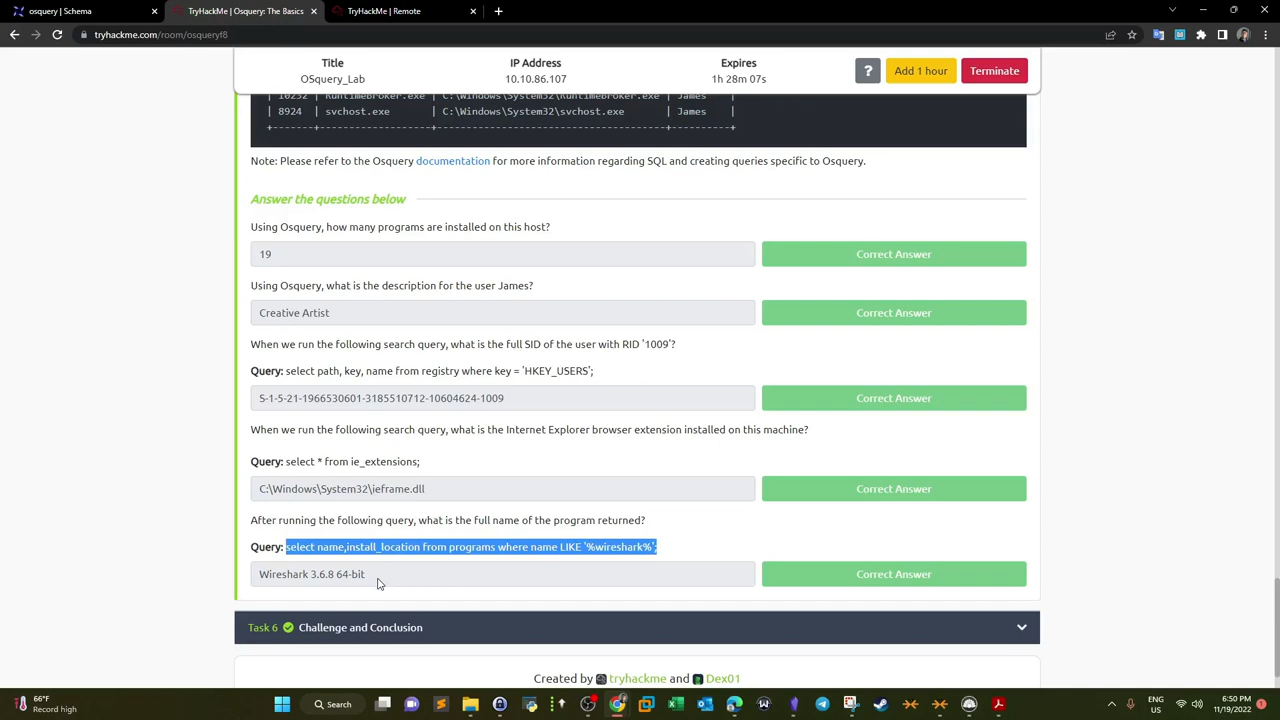 osquery | Schema
TryHackMe | Osquery: The Basics
TryHackMe | Remote
tryhackme.com/room/osqueryf8
Title
IP Address
Expires
OSquery_Lab
10.10.86.107
1h 28m 07s
?
Add 1 hour
Terminate
| 10232 | RuntimeBroker.exe | C:\Windows\System32\RuntimeBroker.exe | James |
| 8924 | svchost.exe | C:\Windows\System32\svchost.exe | James |
+-------+-------------------+---------------------------------------+---------+
Note: Please refer to the Osquery documentation for more information regarding SQL and creating queries specific to Osquery.
Answer the questions below
Using Osquery, how many programs are installed on this host?
19
Correct Answer
Using Osquery, what is the description for the user James?
Creative Artist
Correct Answer
When we run the following search query, what is the full SID of the user with RID '1009'?
Query: select path, key, name from registry where key = 'HKEY_USERS';
S-1-5-21-1966530601-3185510712-10604624-1009
Correct Answer
When we run the following search query, what is the Internet Explorer browser extension installed on this machine?
Query: select * from ie_extensions;
C:\Windows\System32\ieframe.dll
Correct Answer
After running the following query, what is the full name of the program returned?
Query: select name,install_location from programs where name LIKE '%wireshark%';
Wireshark 3.6.8 64-bit
Correct Answer
Task 6 Challenge and Conclusion
Created by tryhackme and Dex01
66°F
Record high
Search
ENG
US
6:50 PM
11/19/2022